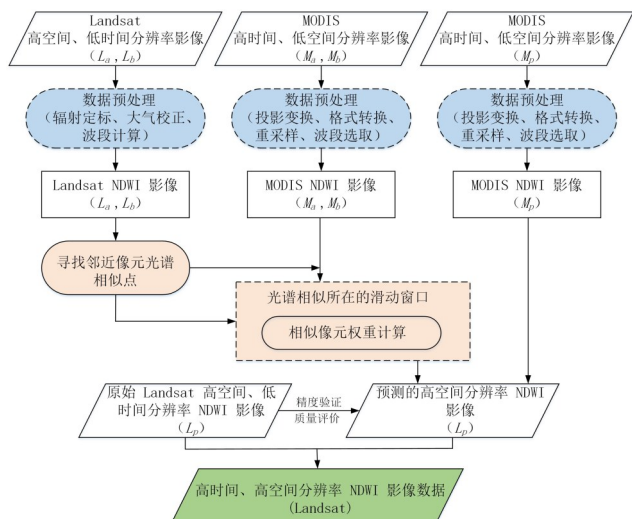 Landsat
高空间、低时间分辨率影像
(La,Lb)
MODIS
高时间、低空间分辨率影像
(Ma,Mb)
MODIS
高时间、低空间分辨率影像
(Mp)
数据预处理
(辐射定标、大气校正、
波段计算)
数据预处理
(投影变换、格式转换、
重采样、波段选取)
数据预处理
(投影变换、格式转换、
重采样、波段选取)
Landsat NDWI 影像
(La,Lb)
MODIS NDWI 影像
(Ma,Mb)
MODIS NDWI 影像
(Mp)
寻找邻近像元光谱
相似点
光谱相似所在的滑动窗口
相似像元权重计算
原始 Landsat 高空间、低
时间分辨率 NDWI 影像
(Lp)
精度验证
质量评价
预测的高空间分辨率 NDWI
影像
(Lp)
高时间、高空间分辨率 NDWI 影像数据
(Landsat)